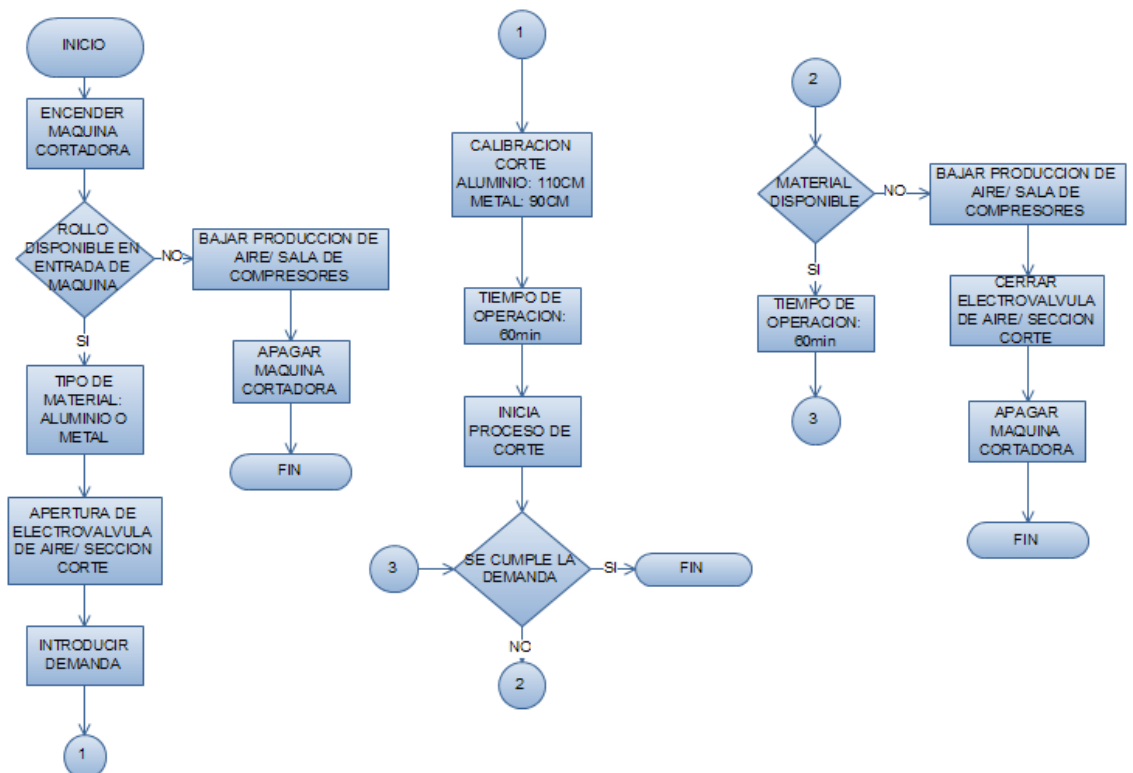 INICIO
ENCENDER
MAQUINA
CORTADORA
ROLLO
DISPONIBLE EN
ENTRADA DE
MAQUINA
NO
BAJAR PRODUCCION DE
AIRE/ SALA DE
COMPRESORES
APAGAR
MAQUINA
CORTADORA
FIN
SI
TIPO DE
MATERIAL:
ALUMINIO O
METAL
APERTURA DE
ELECTROVALVULA
DE AIRE/ SECCION
CORTE
INTRODUCIR
DEMANDA
1
1
CALIBRACION
CORTE
ALUMINIO: 110CM
METAL: 90CM
TIEMPO DE
OPERACION:
60min
INICIA
PROCESO DE
CORTE
3
SE CUMPLE LA
DEMANDA
SI
FIN
NO
2
2
MATERIAL
DISPONIBLE
NO
BAJAR PRODUCCION DE
AIRE/ SALA DE
COMPRESORES
SI
TIEMPO DE
OPERACION:
60min
3
CERRAR
ELECTROVALVULA
DE AIRE/ SECCION
CORTE
APAGAR
MAQUINA
CORTADORA
FIN